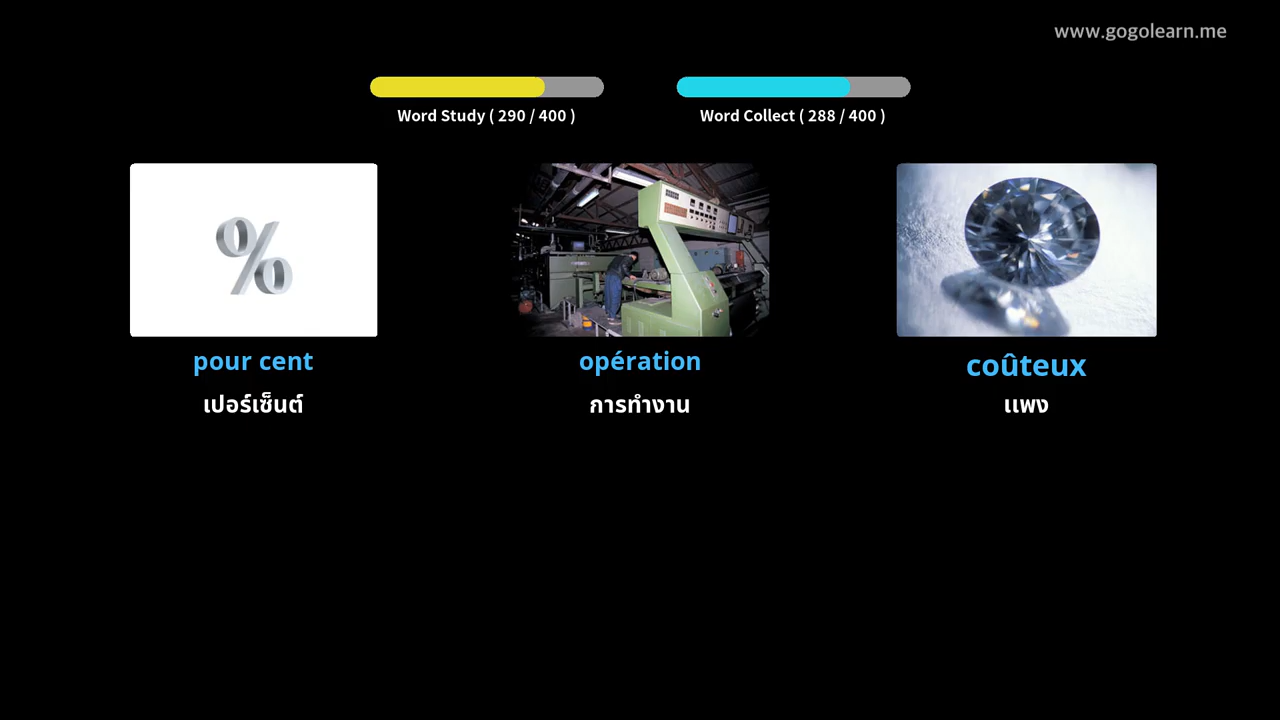 www.gogolearn.me
Word Study ( 290 / 400 )
Word Collect ( 288 / 400 )
%
pour cent
opération
coûteux
เปอร์เซ็นต์
การทำงาน
แพง